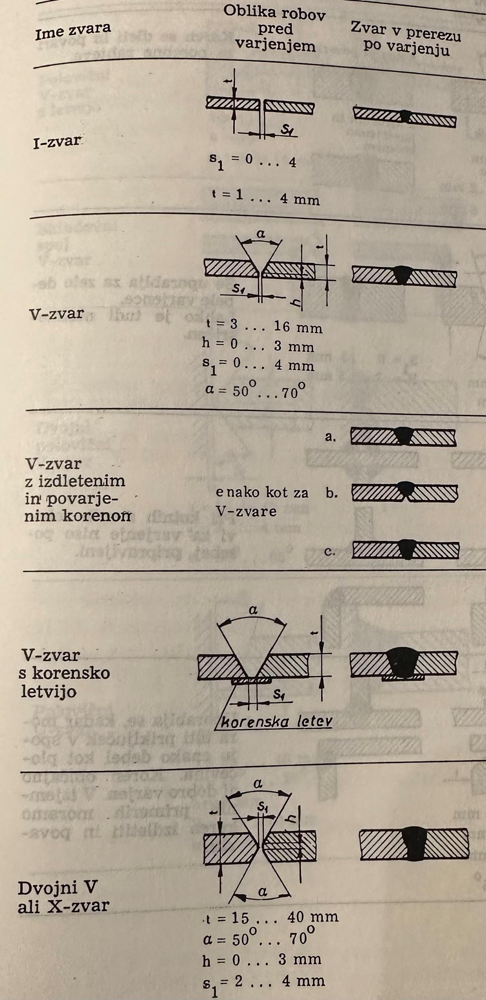 Ime zvara
Oblika robov
pred
varjenjem
Zvar v prerezu
po varjenju
I-zvar
t
s₁
s₁ = 0 ... 4
t = 1 ... 4 mm
V-zvar
α
t
s₁
h
t = 3 ... 16 mm
h = 0 ... 3 mm
s₁ = 0 ... 4 mm
α = 50° ... 70°
V-zvar
z izdletenim
in povarje-
nim korenom
enako kot za
V-zvare
a.
b.
c.
V-zvar
s korensko
letvijo
α
t
s₁
korenska letev
Dvojni V
ali X-zvar
α
t
s₁
h
α
t = 15 ... 40 mm
α = 50° ... 70°
h = 0 ... 3 mm
s₁ = 2 ... 4 mm